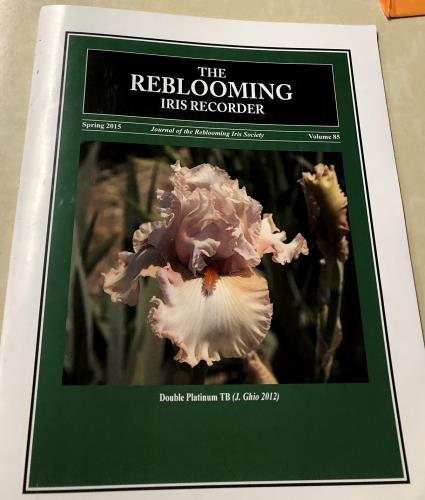 THE
REBLOOMING
IRIS RECORDER
Spring 2015 Journal of the Reblooming Iris Society Volume 85
Double Platinum TB (J. Ghio 2012)